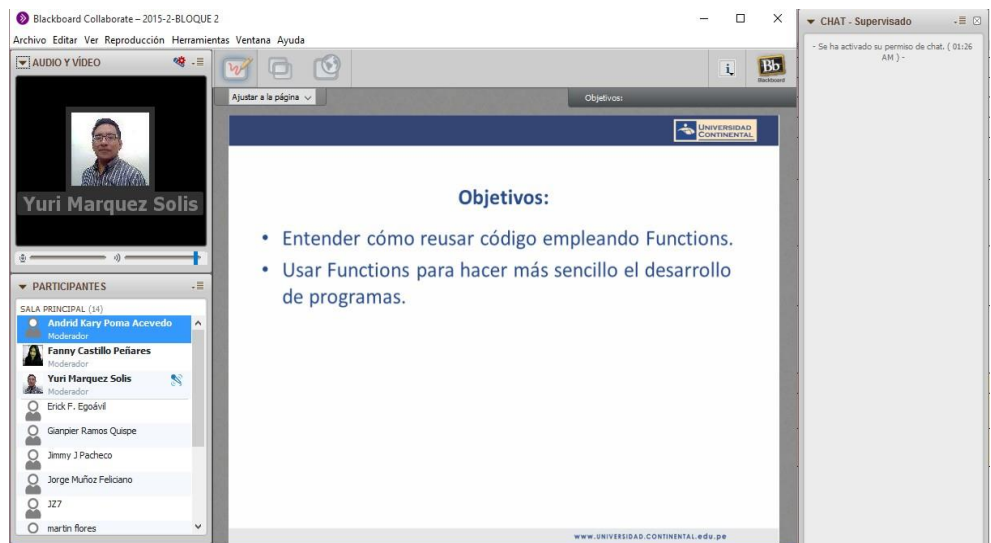 Blackboard Collaborate – 2015-2-BLOQUE 2
Archivo Editar Ver Reproducción Herramientas Ventana Ayuda
AUDIO Y VÍDEO
Yuri Marquez Solis
PARTICIPANTES
SALA PRINCIPAL (14)
Andrid Kary Poma Acevedo
Moderador
Fanny Castillo Peñares
Moderador
Yuri Marquez Solis
Moderador
Erick F. Egoávil
Gianpier Ramos Quispe
Jimmy J Pacheco
Jorge Muñoz Feliciano
JZ7
martin flores
Ajustar a la página
Objetivos:
Bb
Blackboard
UNIVERSIDAD
CONTINENTAL
Objetivos:
• Entender cómo reusar código empleando Functions.
• Usar Functions para hacer más sencillo el desarrollo
de programas.
www.UNIVERSIDAD.CONTINENTAL.edu.pe
CHAT - Supervisado
- Se ha activado su permiso de chat. ( 01:26
AM ) -